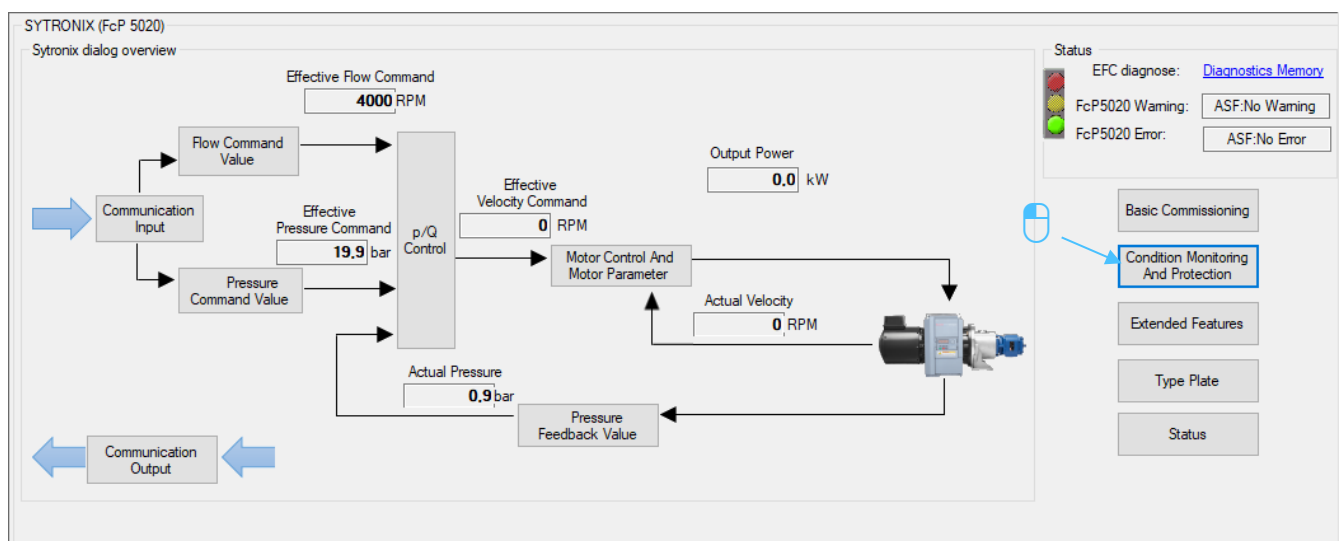 SYTRONIX (FcP 5020)
Sytronix dialog overview
Effective Flow Command
4000 RPM
Flow Command
Value
Communication
Input
Effective
Pressure Command
19,9 bar
Pressure
Command Value
p/Q
Control
Effective
Velocity Command
0 RPM
Output Power
0,0 kW
Motor Control And
Motor Parameter
Actual Velocity
0 RPM
Actual Pressure
0,9 bar
Pressure
Feedback Value
Communication
Output
Status
EFC diagnose: Diagnostics Memory
FcP5020 Warning: ASF:No Warning
FcP5020 Error: ASF:No Error
Basic Commissioning
Condition Monitoring
And Protection
Extended Features
Type Plate
Status